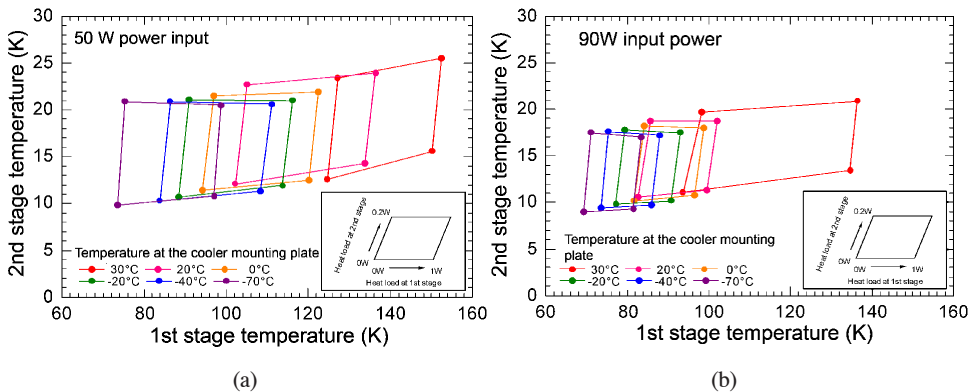 50 W power input
2nd stage temperature (K)
30
25
20
15
10
5
0
0.2W
Heat load at 2nd stage
0W
0W
1W
Heat load at 1st stage
Temperature at the cooler mounting plate
30°C 20°C 0°C
-20°C -40°C -70°C
60 80 100 120 140 160
1st stage temperature (K)
(a)
90W input power
2nd stage temperature (K)
30
25
20
15
10
5
0
0.2W
Heat load at 2nd stage
0W
0W
1W
Heat load at 1st stage
Temperature at the cooler mounting
plate
30°C 20°C 0°C
-20°C -40°C -70°C
60 80 100 120 140 160
1st stage temperature (K)
(b)